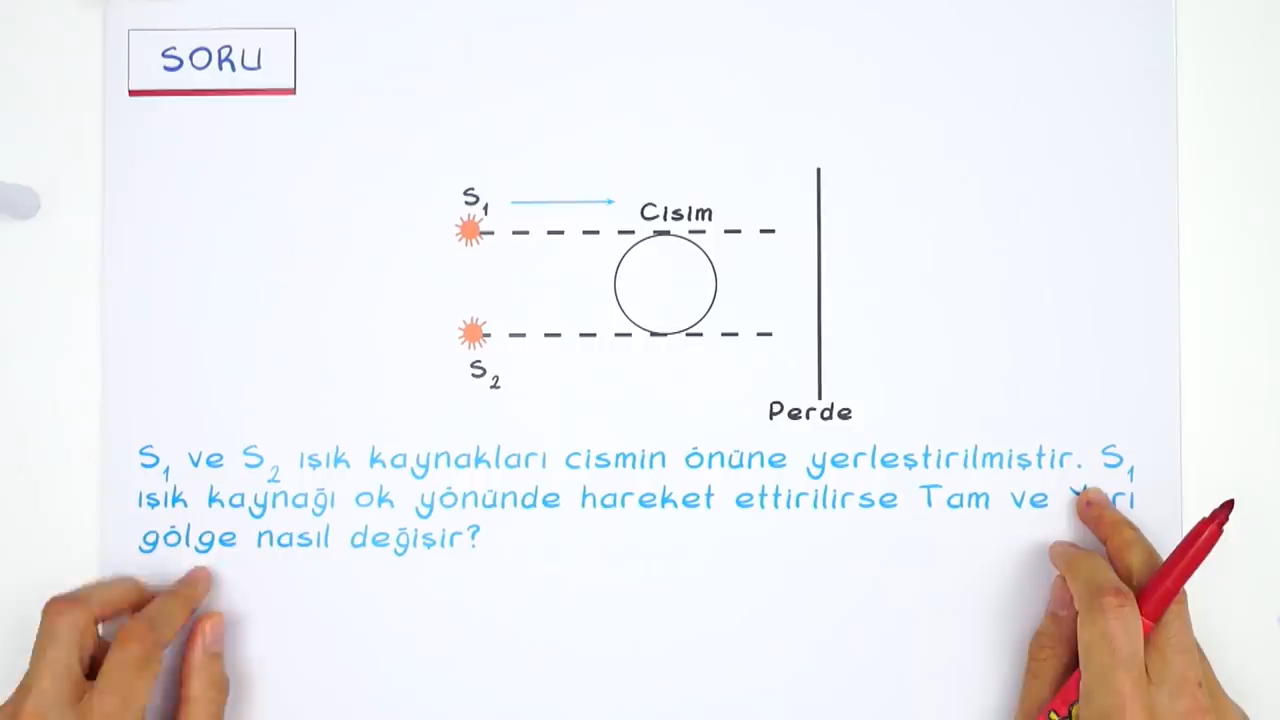 SORU
S1
Cisim
S2
Perde
S1 ve S2 ışık kaynakları cismin önüne yerleştirilmiştir. S1
ışık kaynağı ok yönünde hareket ettirilirse Tam ve
gölge nasıl değişir?